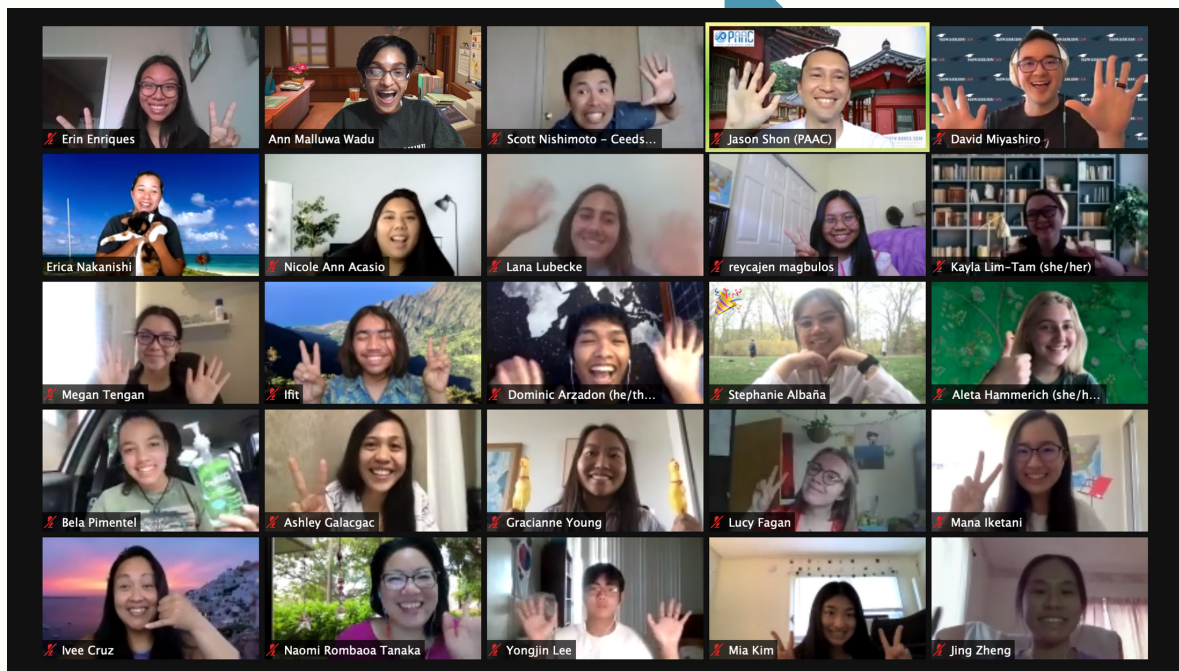 PAAC
Erin Enriques
Ann Malluwa Wadu
Scott Nishimoto – Ceeds...
Jason Shon (PAAC)
David Miyashiro
Erica Nakanishi
Nicole Ann Acasio
Lana Lubecke
reycajen magbulos
Kayla Lim-Tam (she/her)
Megan Tengan
Ifit
Dominic Arzadon (he/th...
Stephanie Albaña
Aleta Hammerich (she/h...
Bela Pimentel
Ashley Galacgac
Gracianne Young
Lucy Fagan
Mana Iketani
Ivee Cruz
Naomi Rombaoa Tanaka
Yongjin Lee
Mia Kim
Jing Zheng